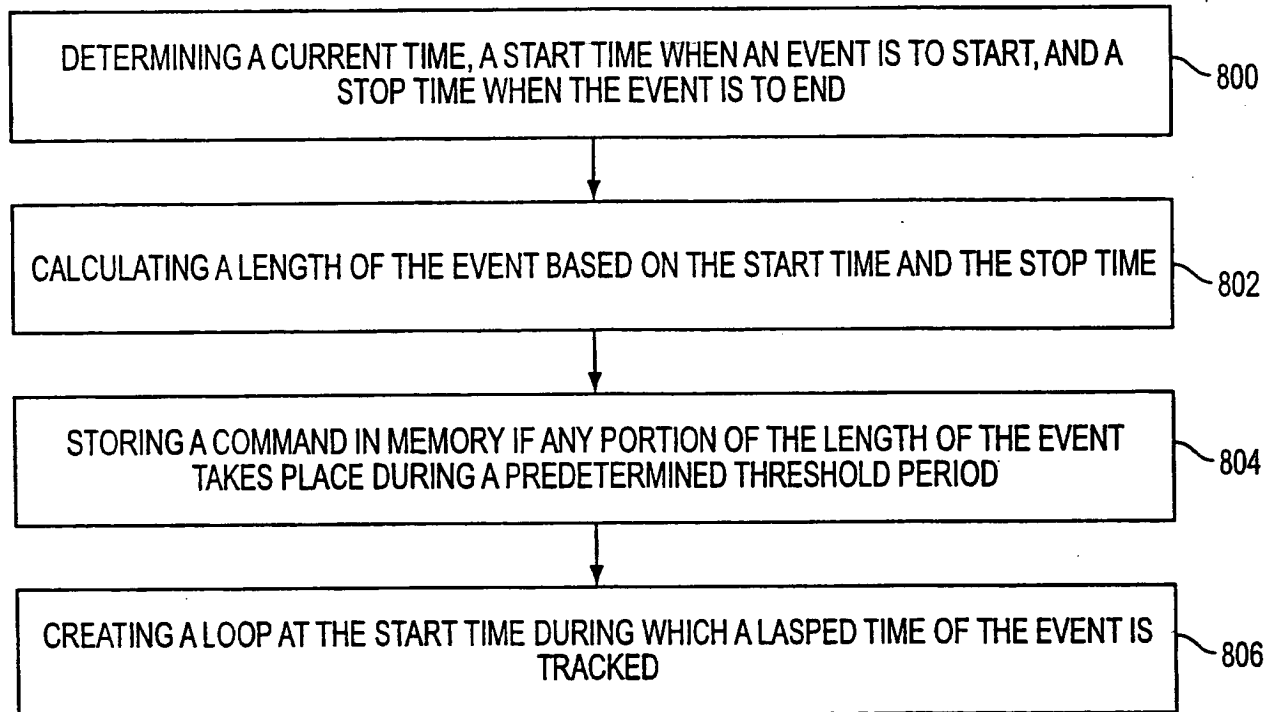 DETERMINING A CURRENT TIME, A START TIME WHEN AN EVENT IS TO START, AND A
STOP TIME WHEN THE EVENT IS TO END
800
CALCULATING A LENGTH OF THE EVENT BASED ON THE START TIME AND THE STOP TIME
802
STORING A COMMAND IN MEMORY IF ANY PORTION OF THE LENGTH OF THE EVENT
TAKES PLACE DURING A PREDETERMINED THRESHOLD PERIOD
804
CREATING A LOOP AT THE START TIME DURING WHICH A LASPED TIME OF THE EVENT IS
TRACKED
806